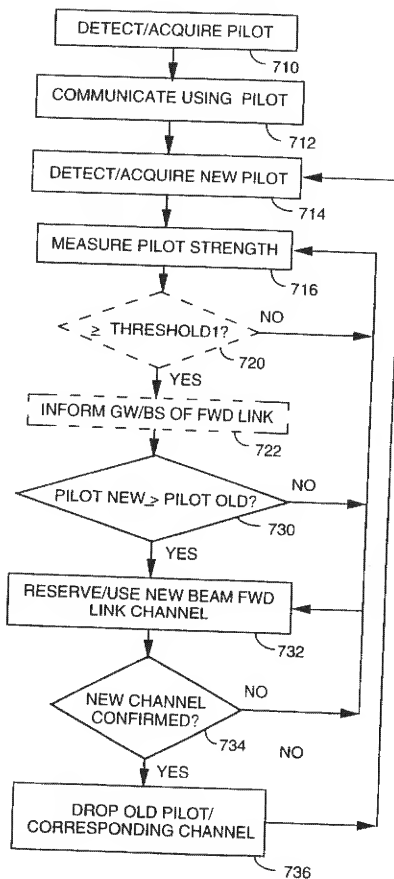 DETECT/ACQUIRE PILOT
710
COMMUNICATE USING PILOT
712
DETECT/ACQUIRE NEW PILOT
714
MEASURE PILOT STRENGTH
716
≥ THRESHOLD1?
NO
720
YES
INFORM GW/BS OF FWD LINK
722
PILOT NEW ≥ PILOT OLD?
NO
730
YES
RESERVE/USE NEW BEAM FWD
LINK CHANNEL
732
NEW CHANNEL
CONFIRMED?
NO
734
NO
YES
DROP OLD PILOT/
CORRESPONDING CHANNEL
736